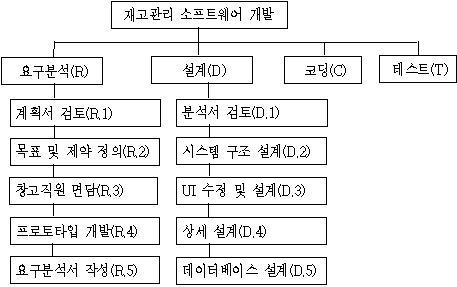 재고관리 소프트웨어 개발
요구분석(R)
설계(D)
코딩(C)
테스트(T)
계획서 검토(R.1)
목표 및 제약 정의(R.2)
창고직원 면담(R.3)
프로토타입 개발(R.4)
요구분석서 작성(R.5)
분석서 검토(D.1)
시스템 구조 설계(D.2)
UI 수정 및 설계(D.3)
상세 설계(D.4)
데이터베이스 설계(D.5)